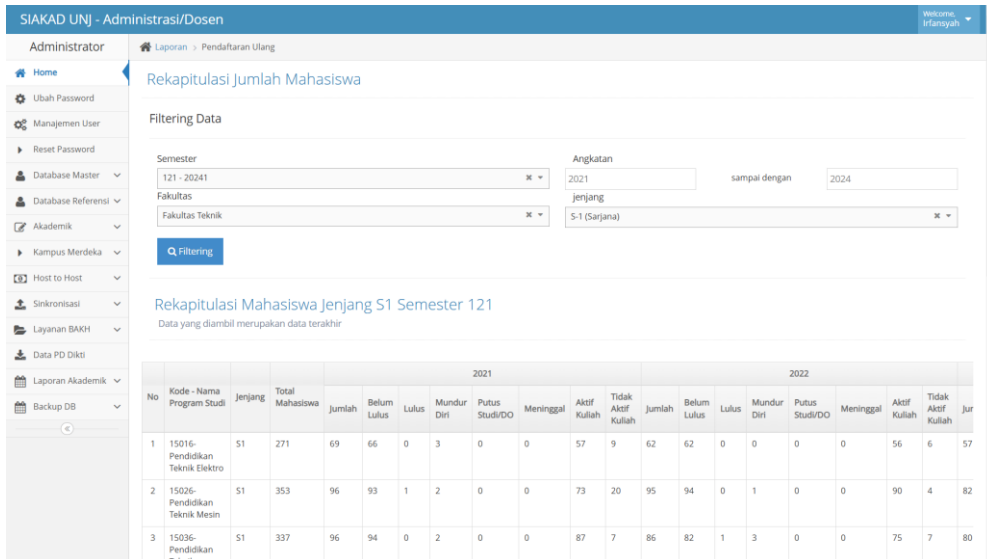 SIAKAD UNJ - Administrasi/Dosen
Welcome,
Irfansyah
Administrator
Home
Ubah Password
Manajemen User
Reset Password
Database Master
Database Referensi
Akademik
Kampus Merdeka
Host to Host
Sinkronisasi
Layanan BAKH
Data PD Dikti
Laporan Akademik
Backup DB
Laporan > Pendaftaran Ulang
Rekapitulasi Jumlah Mahasiswa
Filtering Data
Semester
121 - 20241
Angkatan
2021 sampai dengan 2024
Fakultas
Fakultas Teknik
jenjang
S-1 (Sarjana)
Filtering
Rekapitulasi Mahasiswa Jenjang S1 Semester 121
Data yang diambil merupakan data terakhir
2021 2022
No Kode - Nama Program Studi Jenjang Total Mahasiswa Jumlah Belum Lulus Lulus Mundur Diri Putus Studi/DO Meninggal Aktif Kuliah Tidak Aktif Kuliah Jumlah Belum Lulus Lulus Mundur Diri Putus Studi/DO Meninggal Aktif Kuliah Tidak Aktif Kuliah Jur
1 15016- S1 271 69 66 0 3 0 0 57 9 62 62 0 0 0 0 56 6 57
Pendidikan
Teknik Elektro
2 15026- S1 353 96 93 1 2 0 0 73 20 95 94 0 1 0 0 90 4 82
Pendidikan
Teknik Mesin
3 15036- S1 337 96 94 0 2 0 0 87 7 86 82 1 3 0 0 75 7 80
Pendidikan